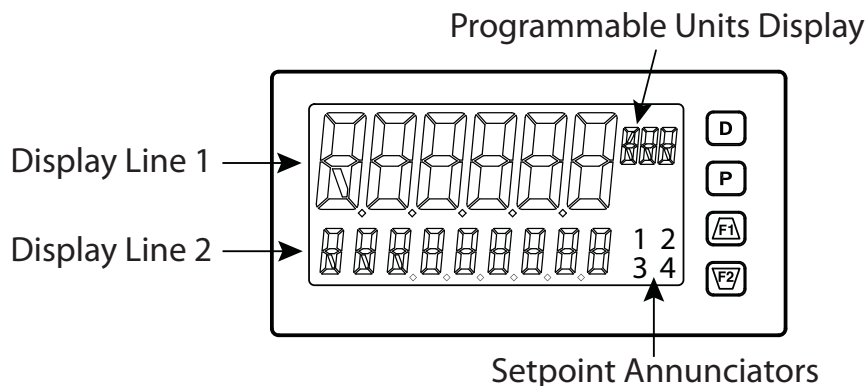 Programmable Units Display
D
Display Line 1
P
F1
Display Line 2
1 2
3 4
F2
Setpoint Annunciators